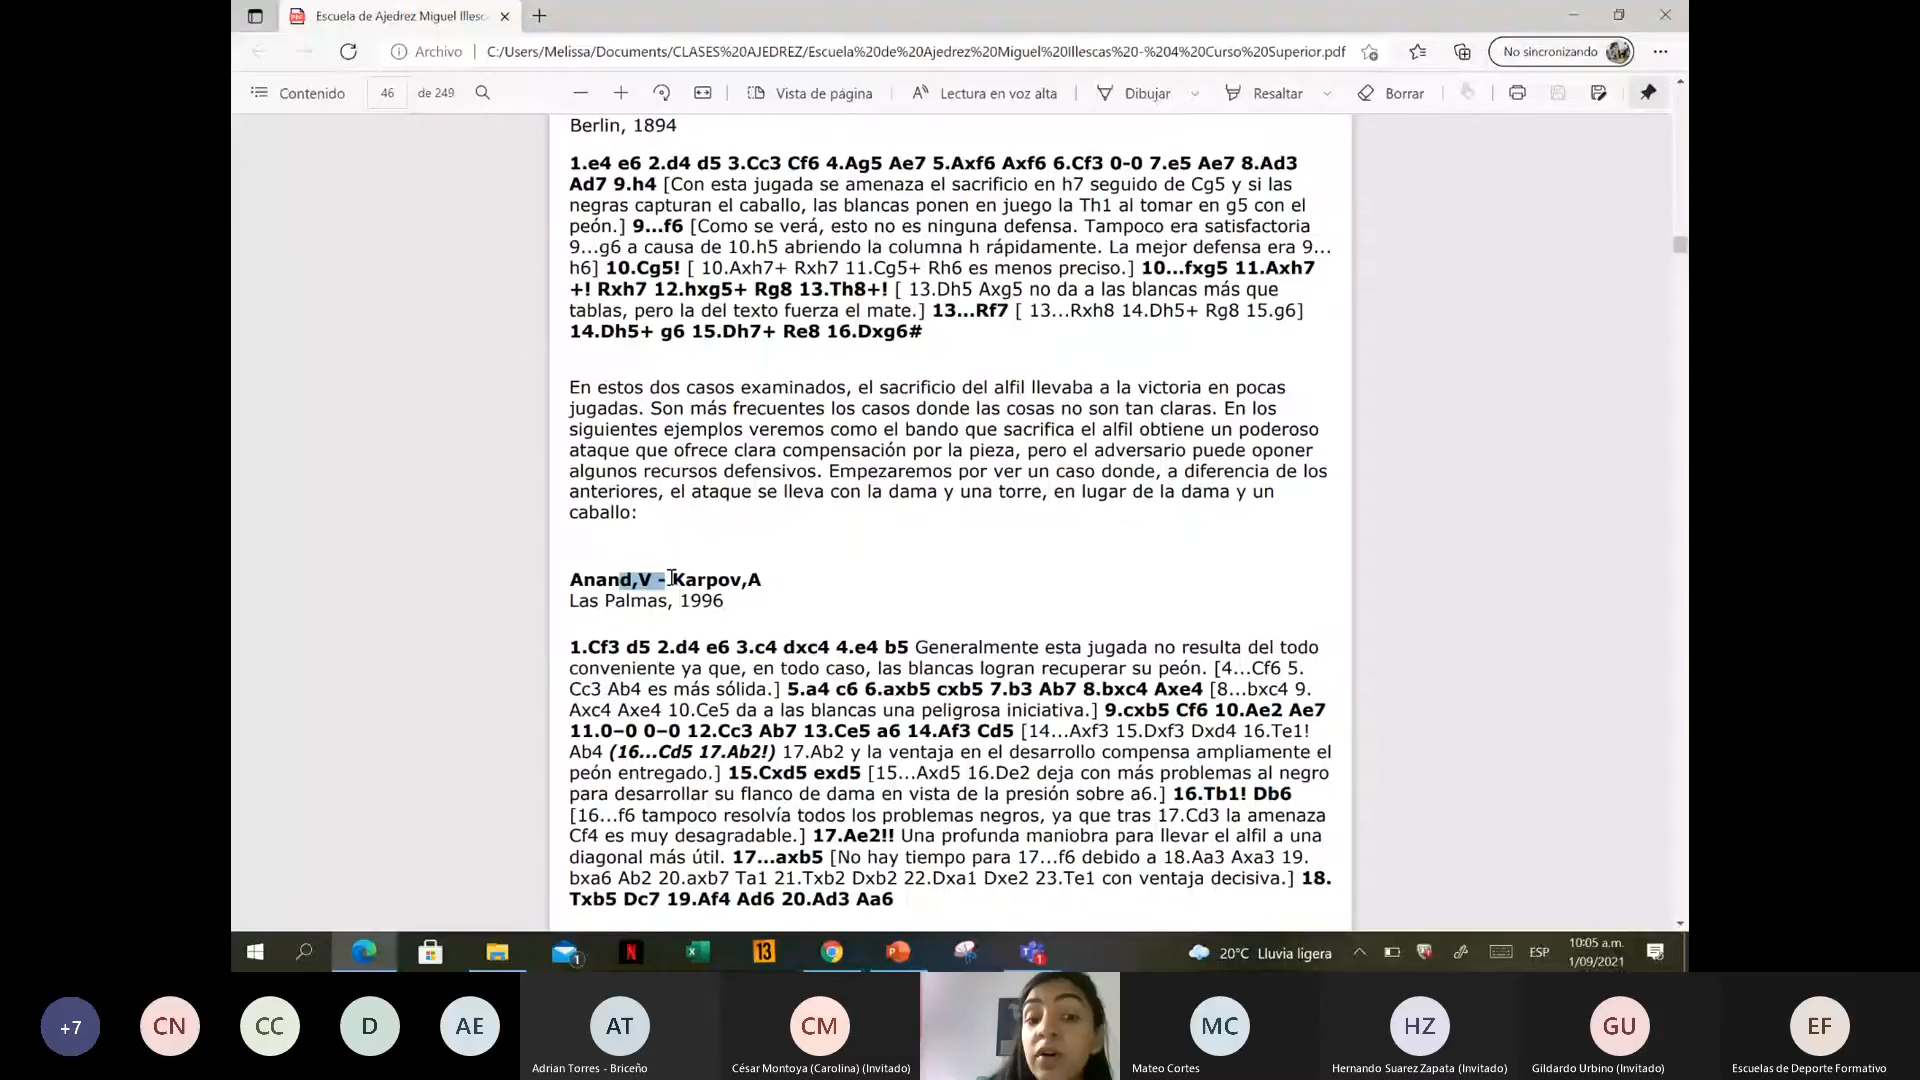 Escuela de Ajedrez Miguel Illesc
Archivo
C:/Users/Melissa/Documents/CLASES%20AJEDREZ/Escuela%20de%20Ajedrez%20Miguel%20Illescas%20-%204%20Curso%20Superior.pdf
No sincronizando
Contenido
46
de 249
Vista de página
Lectura en voz alta
Dibujar
Resaltar
Borrar
Berlin, 1894
1.e4 e6 2.d4 d5 3.Cc3 Cf6 4.Ag5 Ae7 5.Axf6 Axf6 6.Cf3 0-0 7.e5 Ae7 8.Ad3
Ad7 9.h4 [Con esta jugada se amenaza el sacrificio en h7 seguido de Cg5 y si las
negras capturan el caballo, las blancas ponen en juego la Th1 al tomar en g5 con el
peón.] 9...f6 [Como se verá, esto no es ninguna defensa. Tampoco era satisfactoria
9...g6 a causa de 10.h5 abriendo la columna h rápidamente. La mejor defensa era 9...
h6] 10.Cg5! [ 10.Axh7+ Rxh7 11.Cg5+ Rh6 es menos preciso.] 10...fxg5 11.Axh7
+! Rxh7 12.hxg5+ Rg8 13.Th8+! [ 13.Dh5 Axg5 no da a las blancas más que
tablas, pero la del texto fuerza el mate.] 13...Rf7 [ 13...Rxh8 14.Dh5+ Rg8 15.g6]
14.Dh5+ g6 15.Dh7+ Re8 16.Dxg6#
En estos dos casos examinados, el sacrificio del alfil llevaba a la victoria en pocas
jugadas. Son más frecuentes los casos donde las cosas no son tan claras. En los
siguientes ejemplos veremos como el bando que sacrifica el alfil obtiene un poderoso
ataque que ofrece clara compensación por la pieza, pero el adversario puede oponer
algunos recursos defensivos. Empezaremos por ver un caso donde, a diferencia de los
anteriores, el ataque se lleva con la dama y una torre, en lugar de la dama y un
caballo:
Anand,V - Karpov,A
Las Palmas, 1996
1.Cf3 d5 2.d4 e6 3.c4 dxc4 4.e4 b5 Generalmente esta jugada no resulta del todo
conveniente ya que, en todo caso, las blancas logran recuperar su peón. [4...Cf6 5.
Cc3 Ab4 es más sólida.] 5.a4 c6 6.axb5 cxb5 7.b3 Ab7 8.bxc4 Axe4 [8...bxc4 9.
Axc4 Axe4 10.Ce5 da a las blancas una peligrosa iniciativa.] 9.cxb5 Cf6 10.Ae2 Ae7
11.0–0 0–0 12.Cc3 Ab7 13.Ce5 a6 14.Af3 Cd5 [14...Axf3 15.Dxf3 Dxd4 16.Te1!
Ab4 (16...Cd5 17.Ab2!) 17.Ab2 y la ventaja en el desarrollo compensa ampliamente el
peón entregado.] 15.Cxd5 exd5 [15...Axd5 16.De2 deja con más problemas al negro
para desarrollar su flanco de dama en vista de la presión sobre a6.] 16.Tb1! Db6
[16...f6 tampoco resolvía todos los problemas negros, ya que tras 17.Cd3 la amenaza
Cf4 es muy desagradable.] 17.Ae2!! Una profunda maniobra para llevar el alfil a una
diagonal más útil. 17...axb5 [No hay tiempo para 17...f6 debido a 18.Aa3 Axa3 19.
bxa6 Ab2 20.axb7 Ta1 21.Txb2 Dxb2 22.Dxa1 Dxe2 23.Te1 con ventaja decisiva.] 18.
Txb5 Dc7 19.Af4 Ad6 20.Ad3 Aa6
1
13
1
20°C Lluvia ligera
ESP
10:05 a.m.
1/09/2021
+7
CN
CC
D
AE
AT
CM
MC
HZ
GU
EF
Adrian Torres - Briceño
César Montoya (Carolina) (Invitado)
Mateo Cortes
Hernando Suarez Zapata (Invitado)
Gildardo Urbino (Invitado)
Escuelas de Deporte Formativo